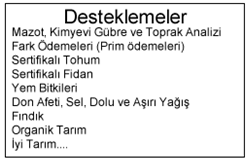 Desteklemeler
Mazot, Kimyevi Gübre ve Toprak Analizi
Fark Ödemeleri (Prim ödemeleri)
Sertifikalı Tohum
Sertifikalı Fidan
Yem Bitkileri
Don Afeti, Sel, Dolu ve Aşırı Yağış
Fındık
Organik Tarım
İyi Tarım....